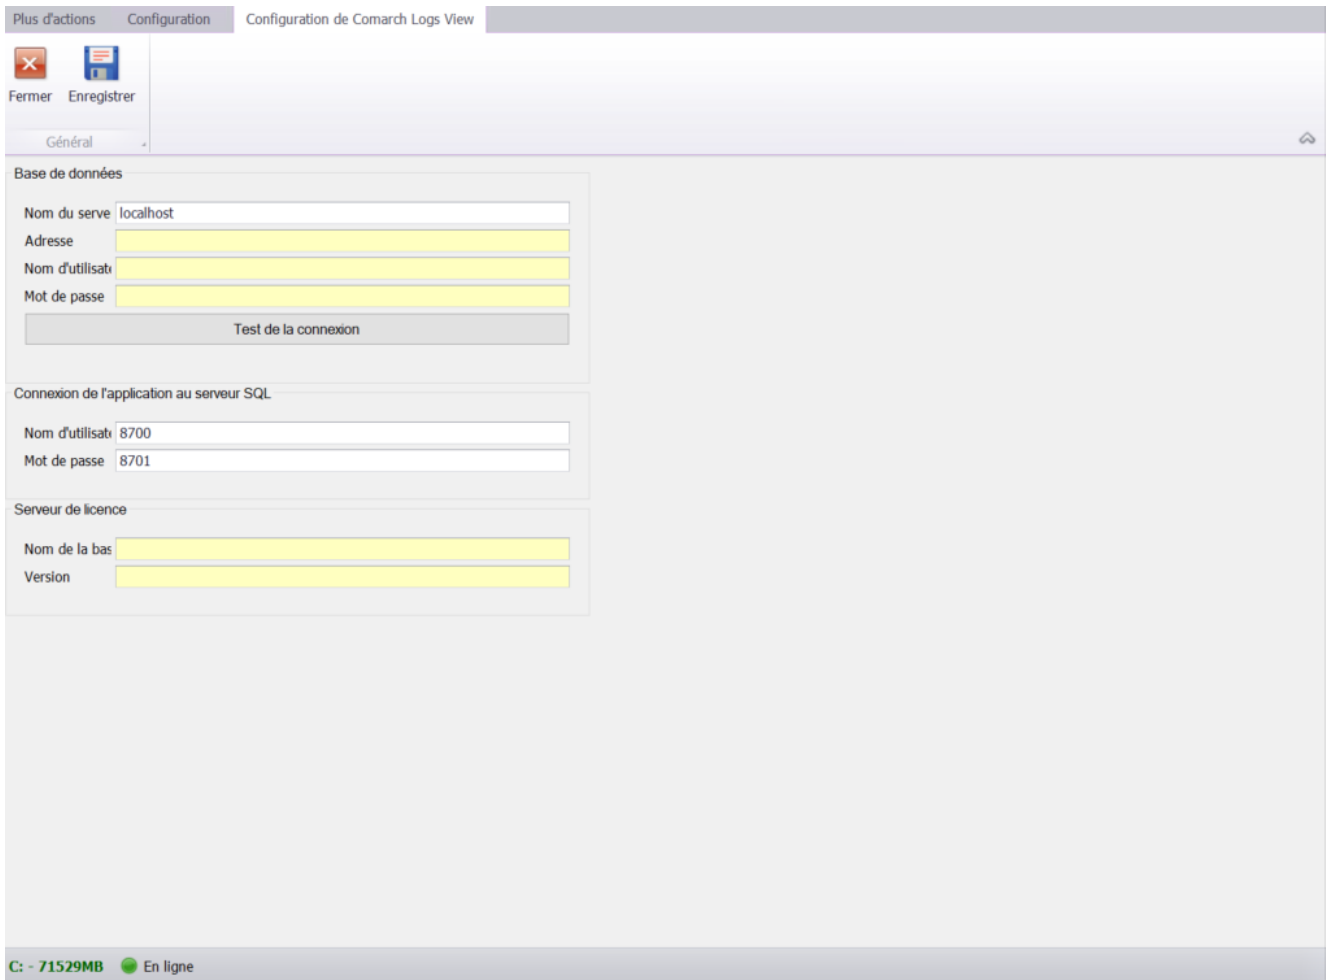 Plus d'actions Configuration Configuration de Comarch Logs View
Fermer Enregistrer
Général
Base de données
Nom du serve localhost
Adresse
Nom d'utilisat
Mot de passe
Test de la connexion
Connexion de l'application au serveur SQL
Nom d'utilisat 8700
Mot de passe 8701
Serveur de licence
Nom de la bas
Version
C: - 71529MB En ligne